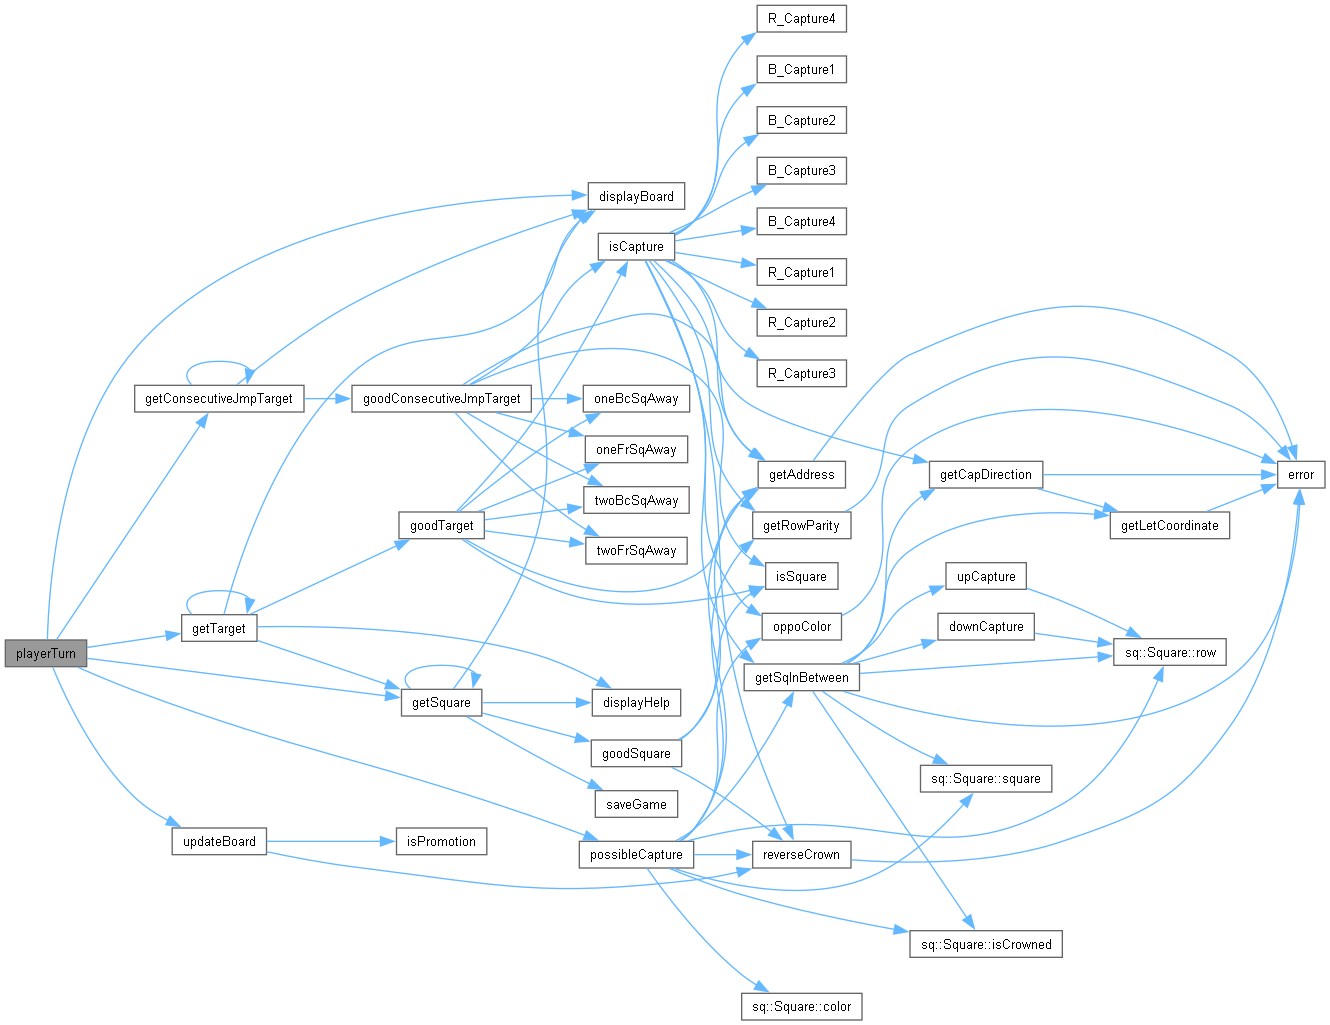 R_Capture4
B_Capture1
B_Capture2
B_Capture3
displayBoard
B_Capture4
isCapture
R_Capture1
R_Capture2
R_Capture3
getConsecutiveJmpTarget
goodConsecutiveJmpTarget
oneBcSqAway
oneFrSqAway
getAddress
getCapDirection
error
twoBcSqAway
goodTarget
getRowParity
getLetCoordinate
twoFrSqAway
isSquare
upCapture
getTarget
oppoColor
downCapture
playerTurn
sq::Square::row
getSqInBetween
getSquare
displayHelp
goodSquare
sq::Square::square
saveGame
updateBoard
isPromotion
possibleCapture
reverseCrown
sq::Square::isCrowned
sq::Square::color